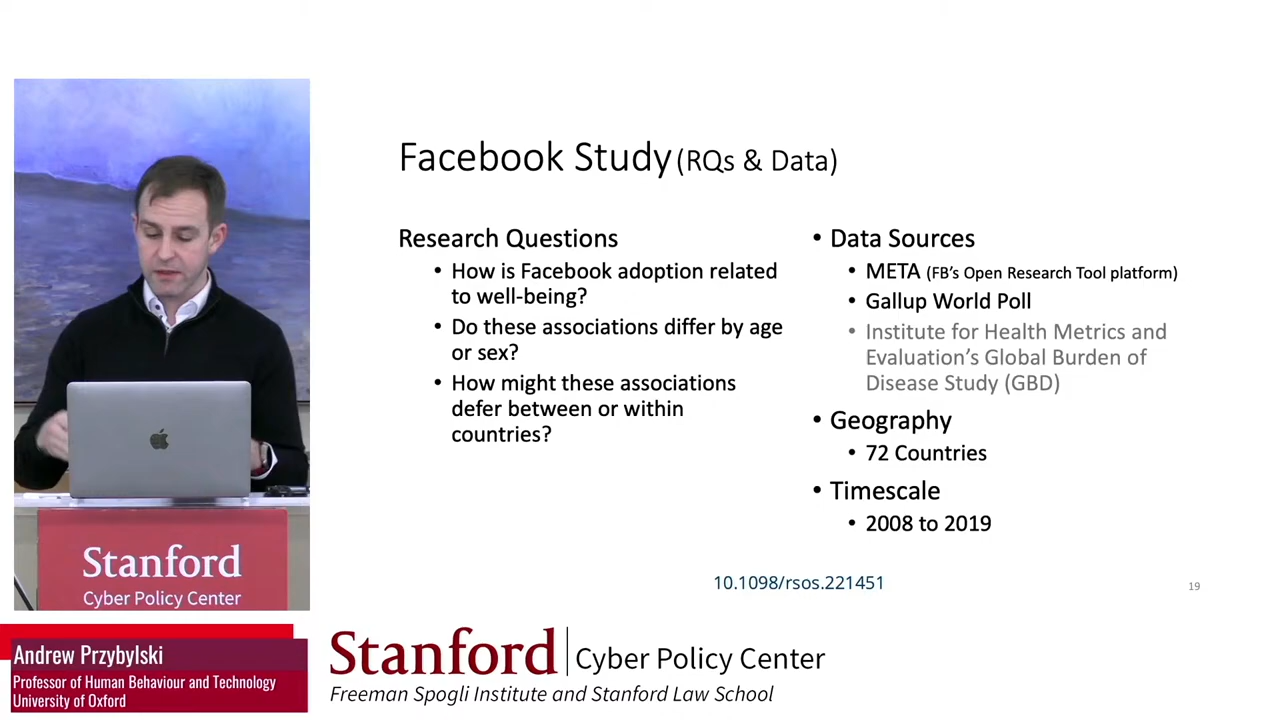 Facebook Study (RQs & Data)
Research Questions
• How is Facebook adoption related
to well-being?
• Do these associations differ by age
or sex?
• How might these associations
defer between or within
countries?
• Data Sources
• META (FB's Open Research Tool platform)
• Gallup World Poll
• Institute for Health Metrics and
Evaluation's Global Burden of
Disease Study (GBD)
• Geography
• 72 Countries
• Timescale
• 2008 to 2019
10.1098/rsos.221451
19
Stanford
Cyber Policy Center
Andrew Przybylski
Professor of Human Behaviour and Technology
University of Oxford
Stanford | Cyber Policy Center
Freeman Spogli Institute and Stanford Law School